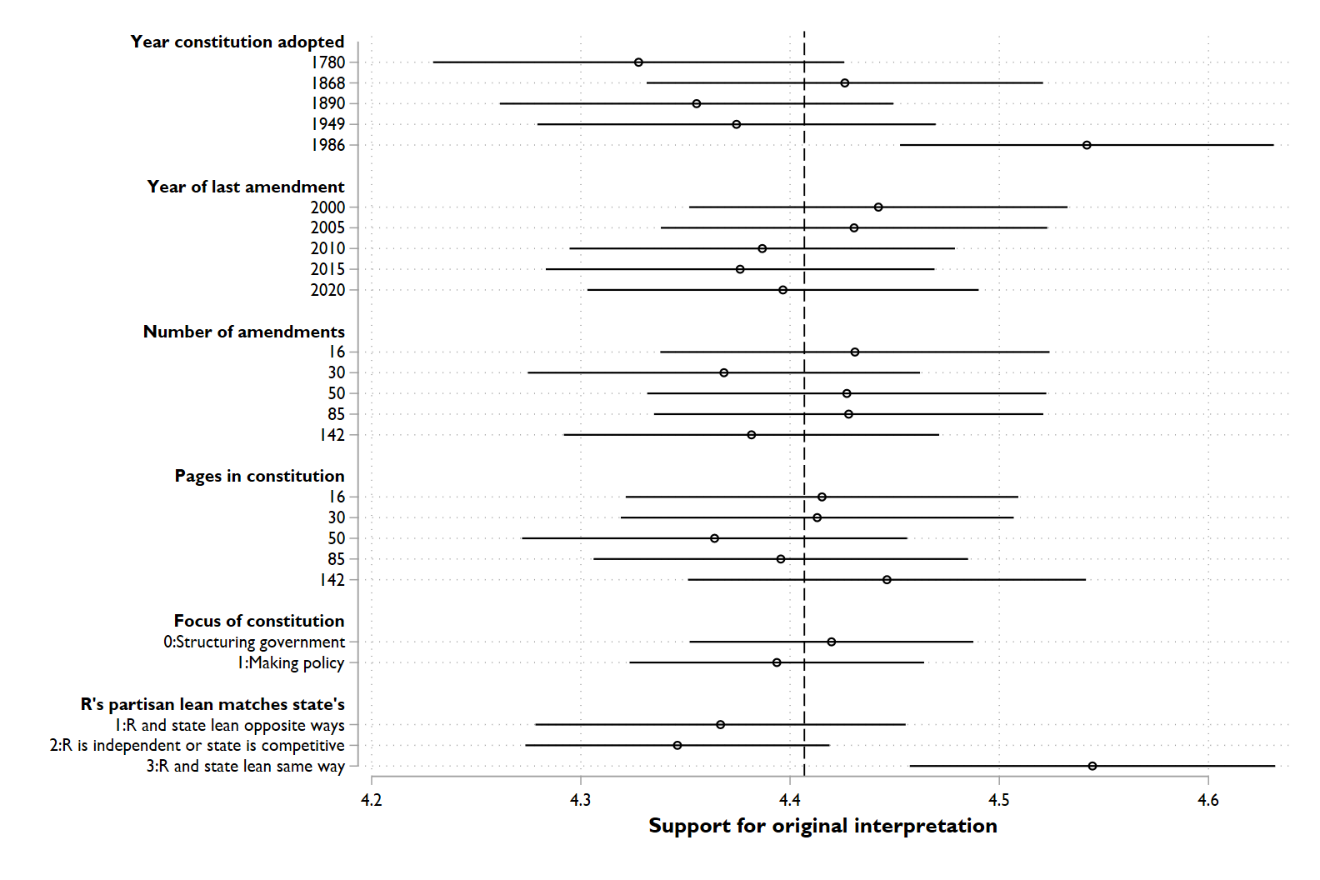 Year constitution adopted
1780
1868
1890
1949
1986
Year of last amendment
2000
2005
2010
2015
2020
Number of amendments
16
30
50
85
142
Pages in constitution
16
30
50
85
142
Focus of constitution
0:Structuring government
1:Making policy
R's partisan lean matches state's
1:R and state lean opposite ways
2:R is independent or state is competitive
3:R and state lean same way
4.2 4.3 4.4 4.5 4.6
Support for original interpretation